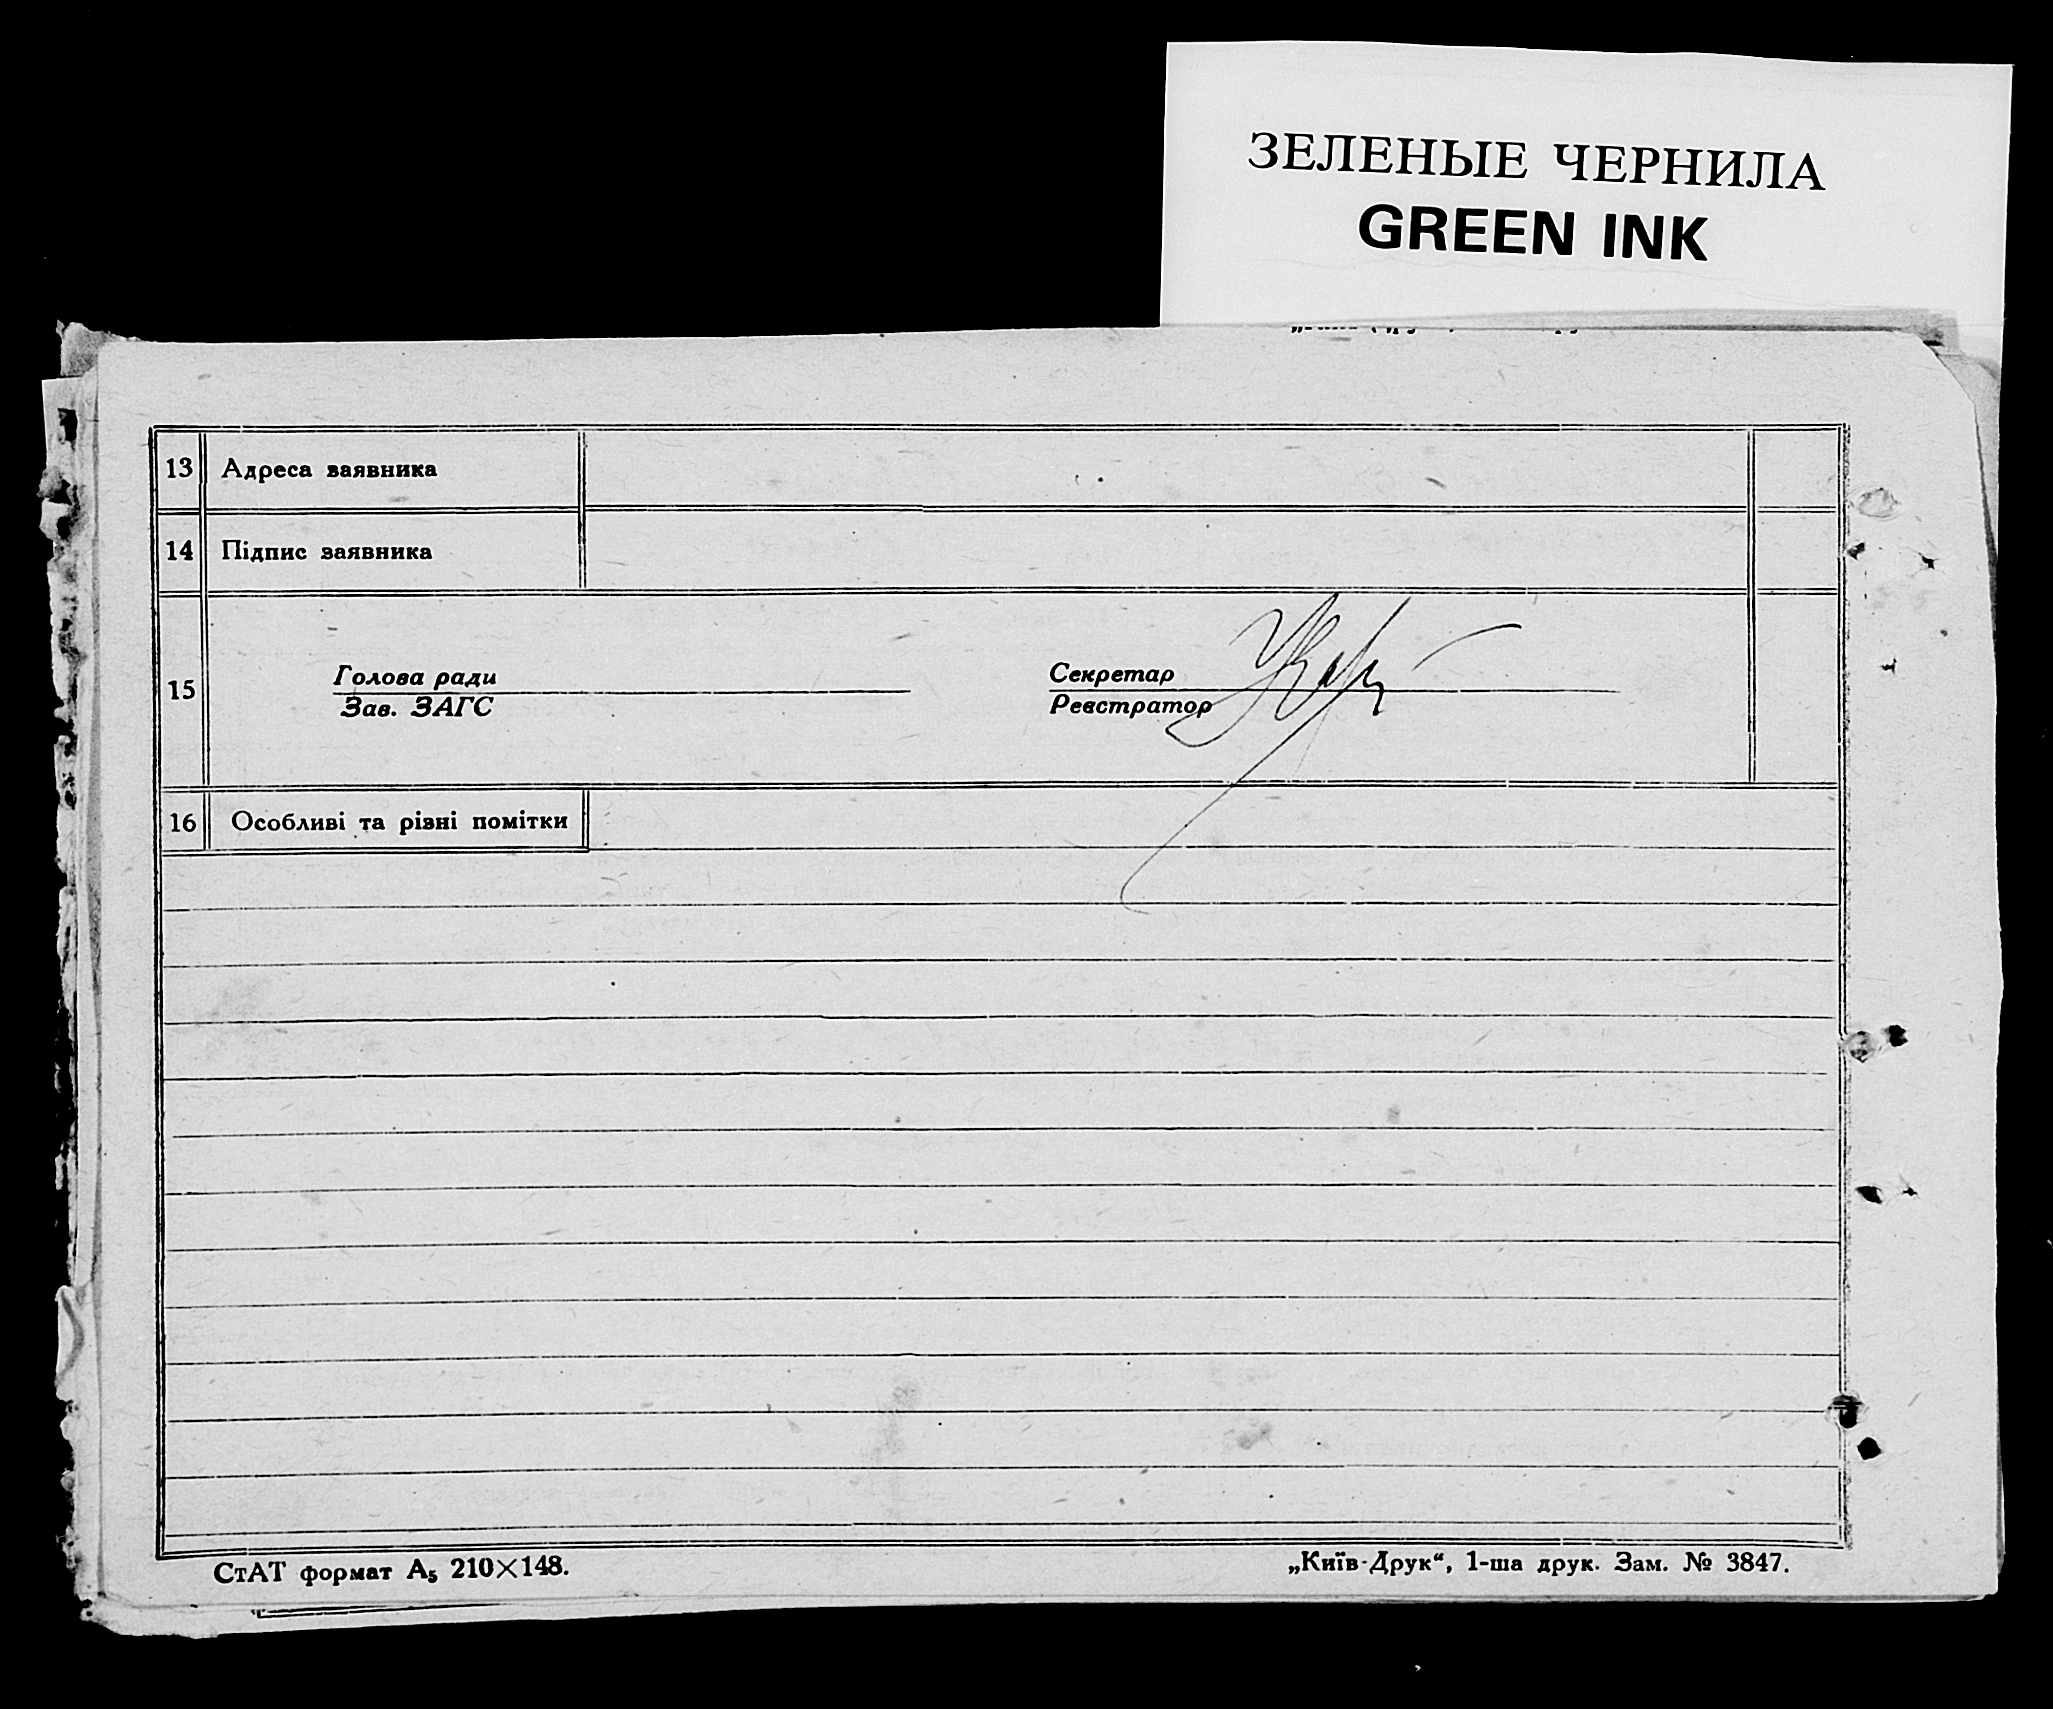 ЗЕЛЕНЫЕ ЧЕРНИЛА
GREEN INK
13 Адреса заявника
14 Підпис заявника
15
Голова ради
Зав. ЗАГС
Секретар
Реєстратор
16 Особливі та різні помітки
СтАТ формат А₅ 210×148.
„Київ-Друк“, 1-ша друк. Зам. № 3847.